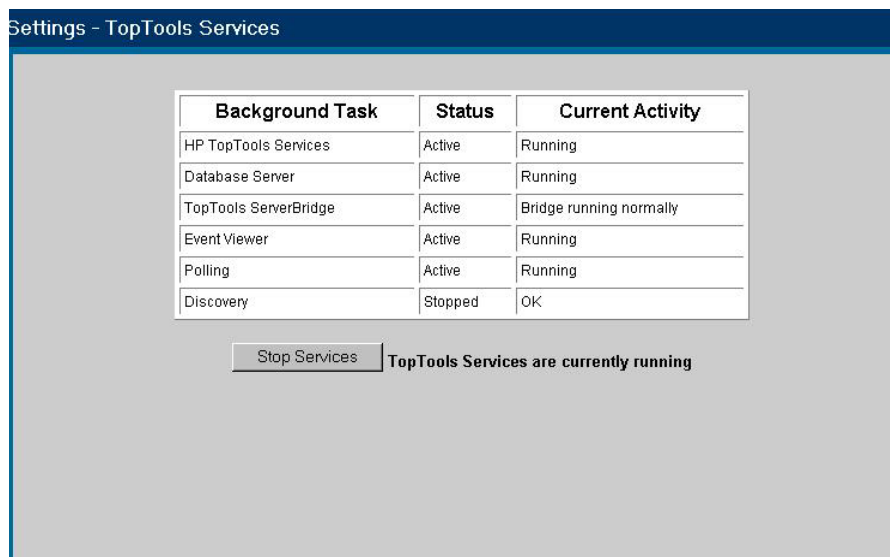 Settings - TopTools Services
Background Task Status Current Activity
HP TopTools Services Active Running
Database Server Active Running
TopTools ServerBridge Active Bridge running normally
Event Viewer Active Running
Polling Active Running
Discovery Stopped OK
Stop Services TopTools Services are currently running